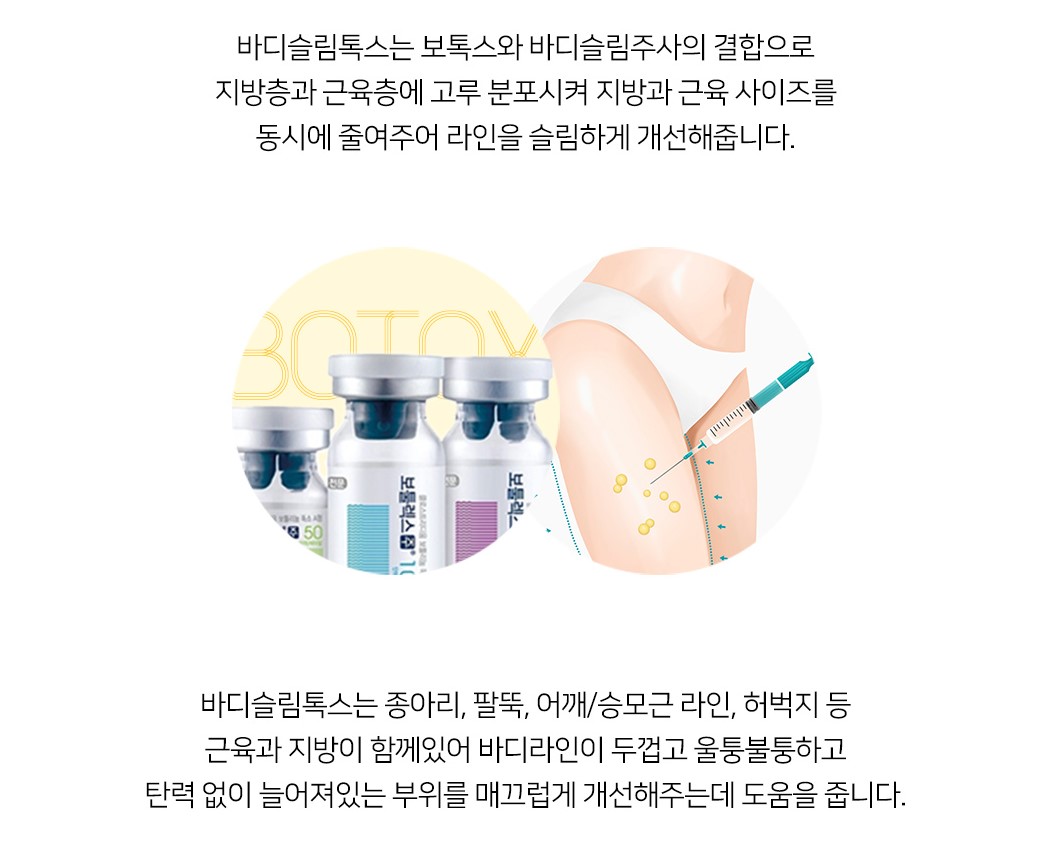 바디슬림톡스는 보톡스와 바디슬림주사의 결합으로
지방층과 근육층에 고루 분포시켜 지방과 근육 사이즈를
동시에 줄여주어 라인을 슬림하게 개선해줍니다.
BOTOX
전문
보툴렉스주
보툴렉스
50
바디슬림톡스는 종아리, 팔뚝, 어깨/승모근 라인, 허벅지 등
근육과 지방이 함께있어 바디라인이 두껍고 울퉁불퉁하고
탄력 없이 늘어져있는 부위를 매끄럽게 개선해주는데 도움을 줍니다.